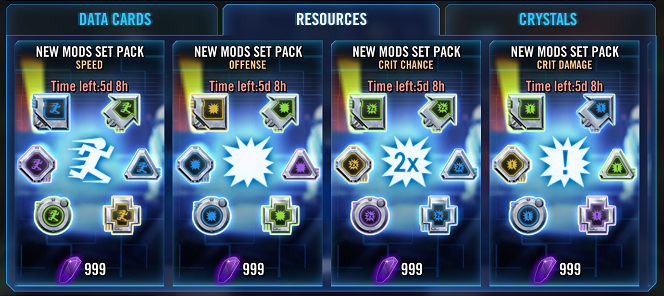 DATA CARDS
RESOURCES
CRYSTALS
NEW MODS SET PACK
SPEED
Time left:5d 8h
999
NEW MODS SET PACK
OFFENSE
Time left:5d 8h
999
NEW MODS SET PACK
CRIT CHANCE
Time left:5d 8h
2x
999
NEW MODS SET PACK
CRIT DAMAGE
Time left:5d 8h
!
999